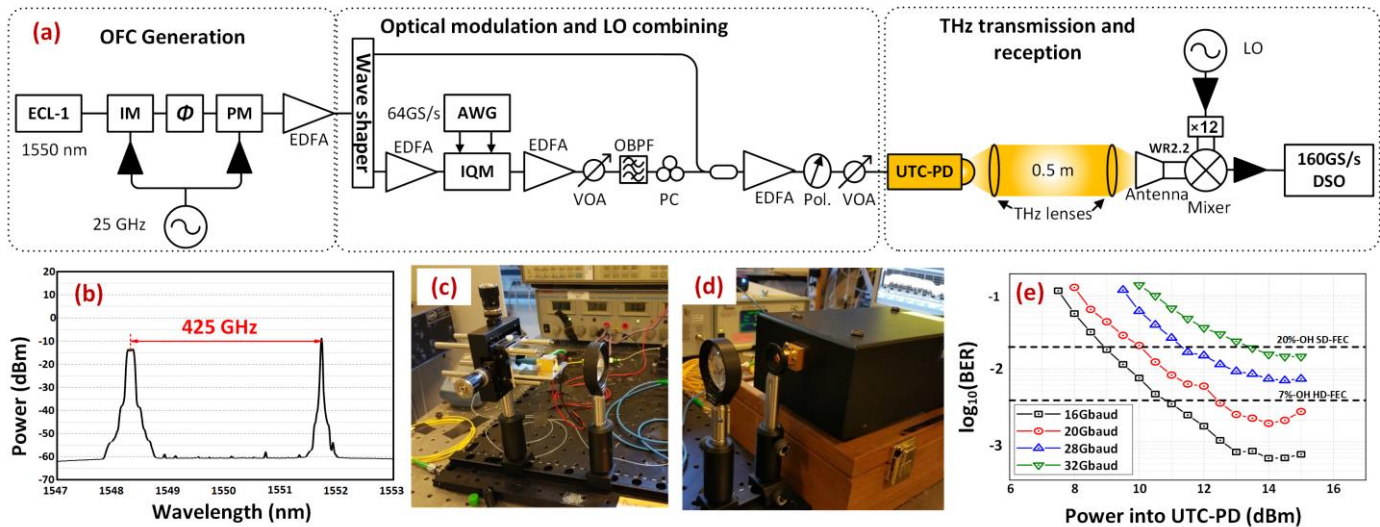 (a)
OFC Generation
Optical modulation and LO combining
THz transmission and
reception
ECL-1
IM
Φ
PM
1550 nm
EDFA
25 GHz
Wave shaper
64GS/s
AWG
EDFA
IQM
EDFA
VOA
OBPF
PC
EDFA
Pol.
VOA
UTC-PD
0.5 m
THz lenses
WR2.2
Antenna
LO
×12
Mixer
160GS/s
DSO
(b)
20
10
0
-10
-20
-30
-40
-50
-60
-70
Power (dBm)
425 GHz
1547
1548
1549
1550
1551
1552
1553
Wavelength (nm)
(c)
(d)
(e)
-1
-2
-3
log10(BER)
20%-OH SD-FEC
7%-OH HD-FEC
16Gbaud
20Gbaud
28Gbaud
32Gbaud
6
8
10
12
14
16
Power into UTC-PD (dBm)